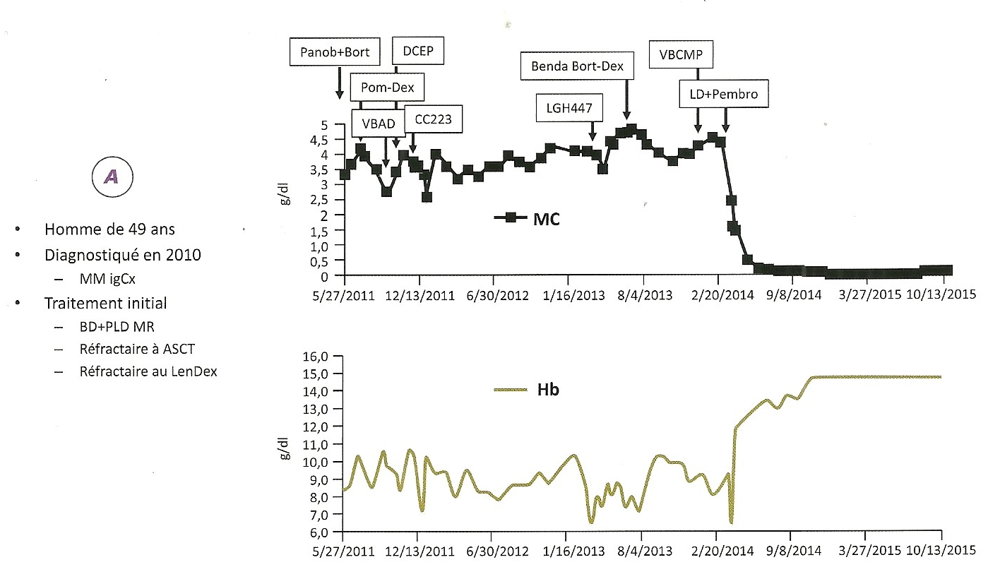 A
• Homme de 49 ans
• Diagnostiqué en 2010
– MM igCx
• Traitement initial
– BD+PLD MR
– Réfractaire à ASCT
– Réfractaire au LenDex
Panob+Bort
DCEP
Pom-Dex
VBAD
CC223
Benda Bort-Dex
LGH447
VBCMP
LD+Pembro
g/dl
5
4,5
4
3,5
3
2,5
2
1,5
1,0
0,5
0
MC
5/27/2011 12/13/2011 6/30/2012 1/16/2013 8/4/2013 2/20/2014 9/8/2014 3/27/2015 10/13/2015
g/dl
16,0
15,0
14,0
13,0
12,0
11,0
10,0
9,0
8,0
7,0
6,0
Hb
5/27/2011 12/13/2011 6/30/2012 1/16/2013 8/4/2013 2/20/2014 9/8/2014 3/27/2015 10/13/2015